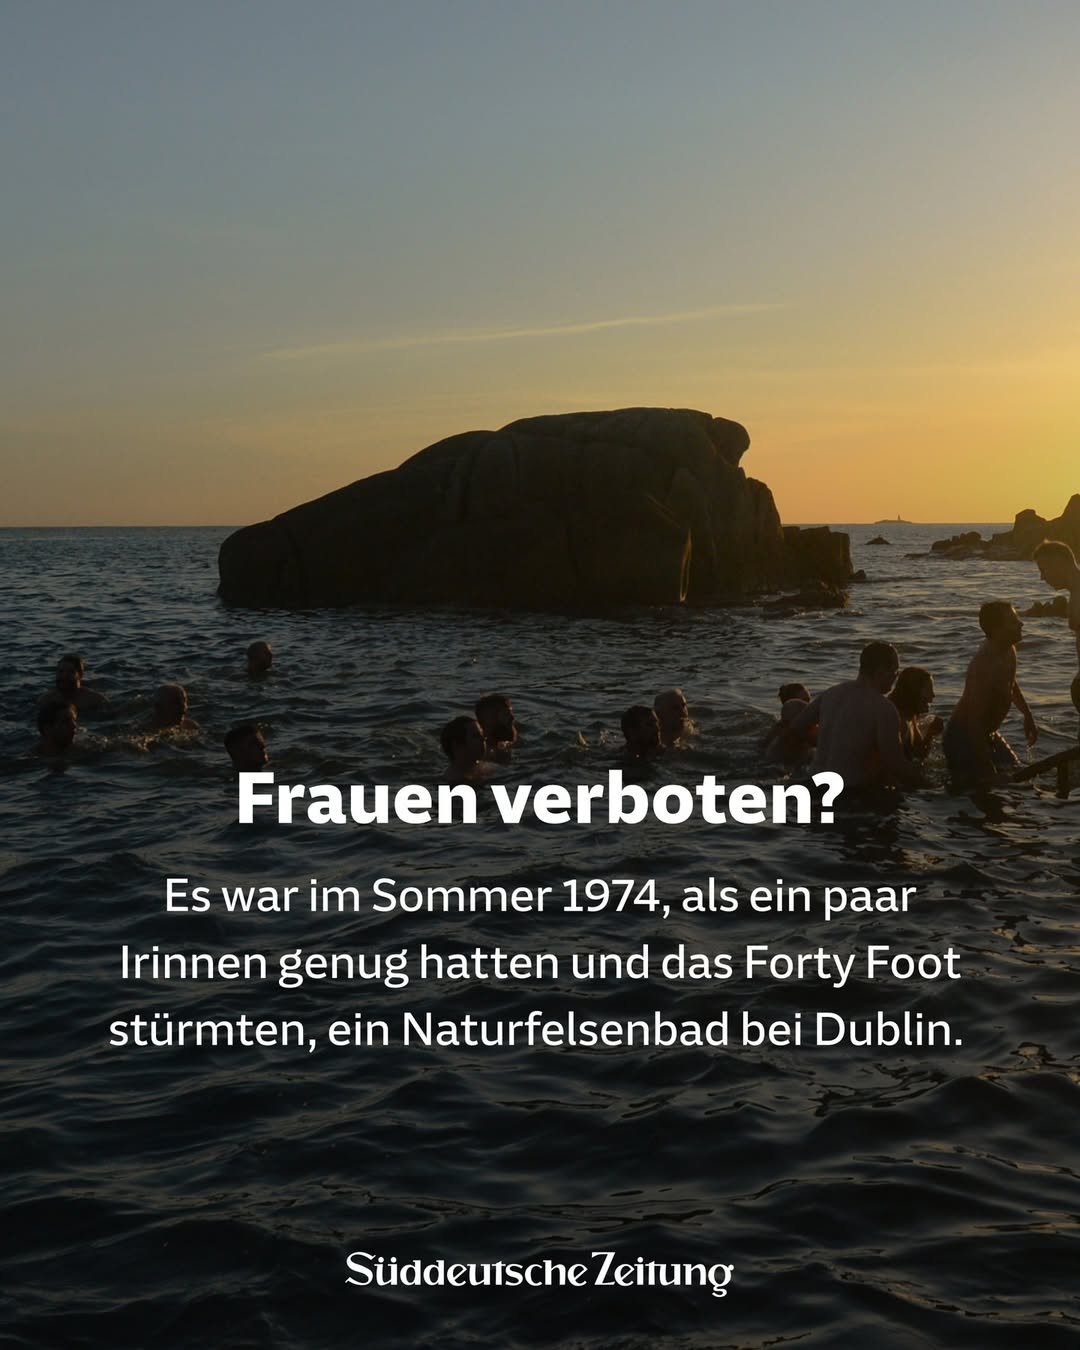 Frauen verboten?
Es war im Sommer 1974, als ein paar
Irinnen genug hatten und das Forty Foot
stürmten, ein Naturfelsenbad bei Dublin.
Süddeutsche Zeitung